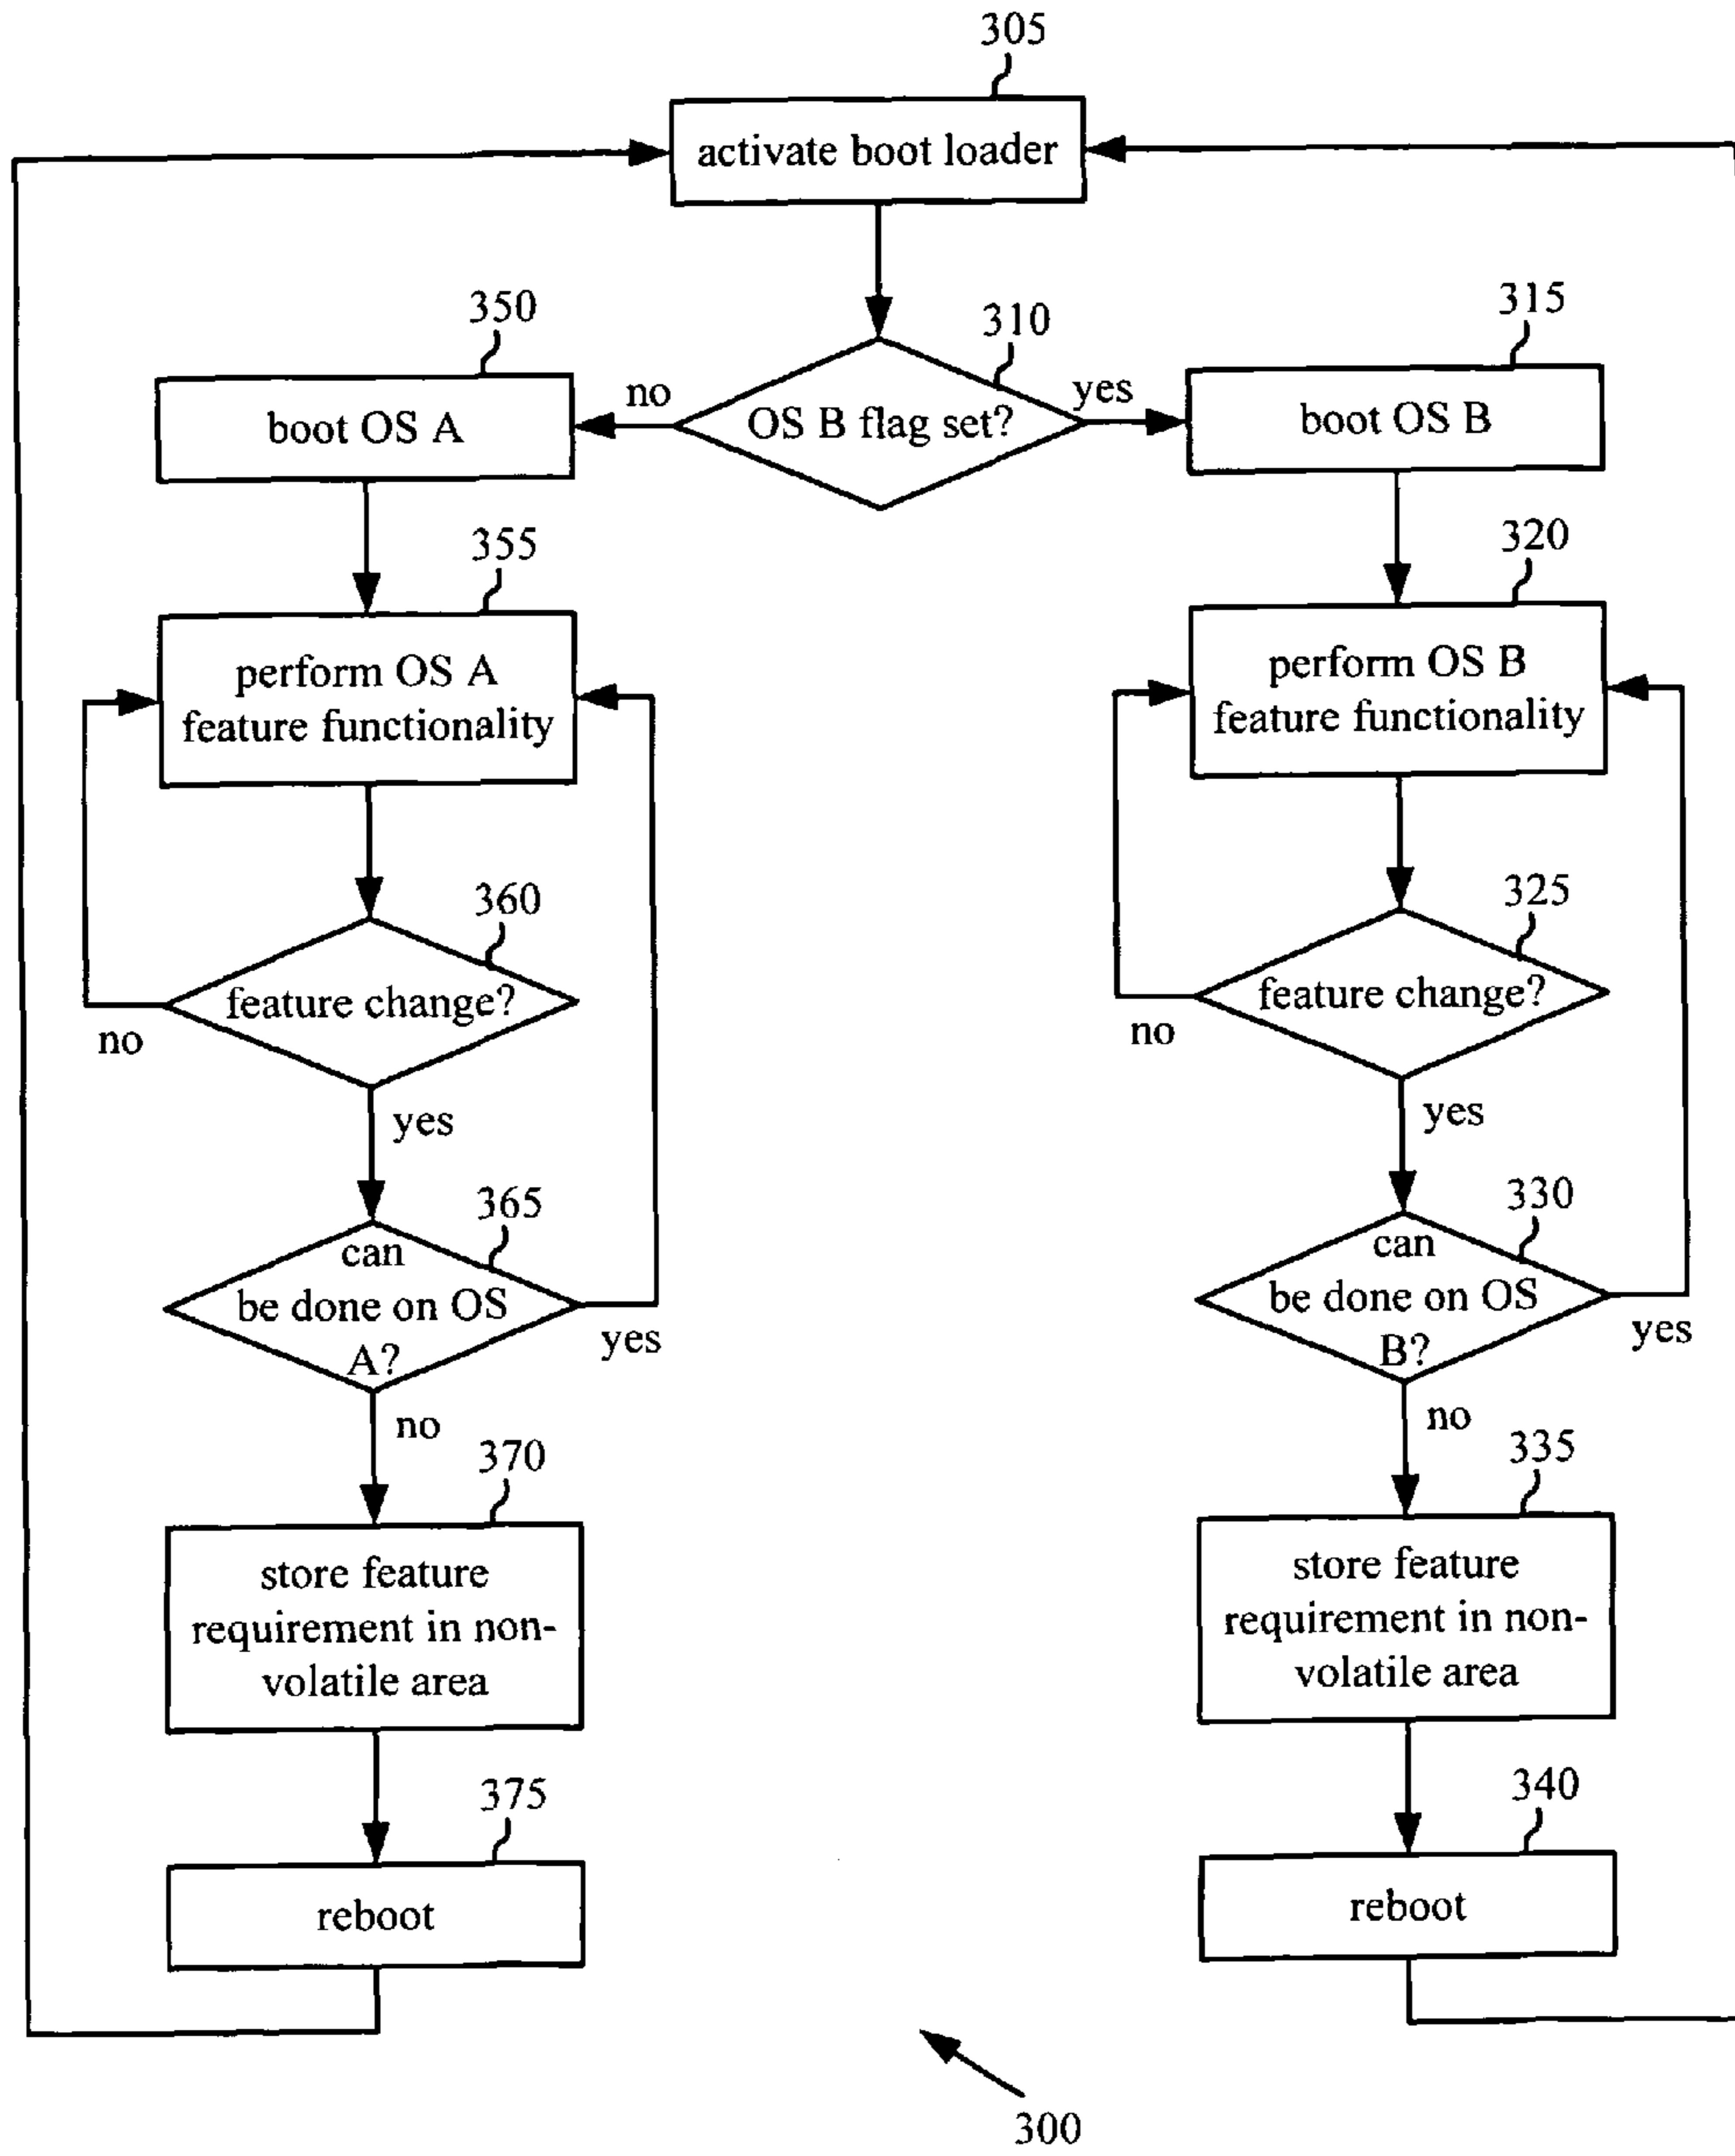 305
activate boot loader
310
OS B flag set?
no
yes
350
boot OS A
315
boot OS B
355
perform OS A
feature functionality
320
perform OS B
feature functionality
360
feature change?
no
yes
325
feature change?
no
yes
365
can
be done on OS
A?
yes
no
330
can
be done on OS
B?
yes
no
370
store feature
requirement in non-
volatile area
335
store feature
requirement in non-
volatile area
375
reboot
340
reboot
300